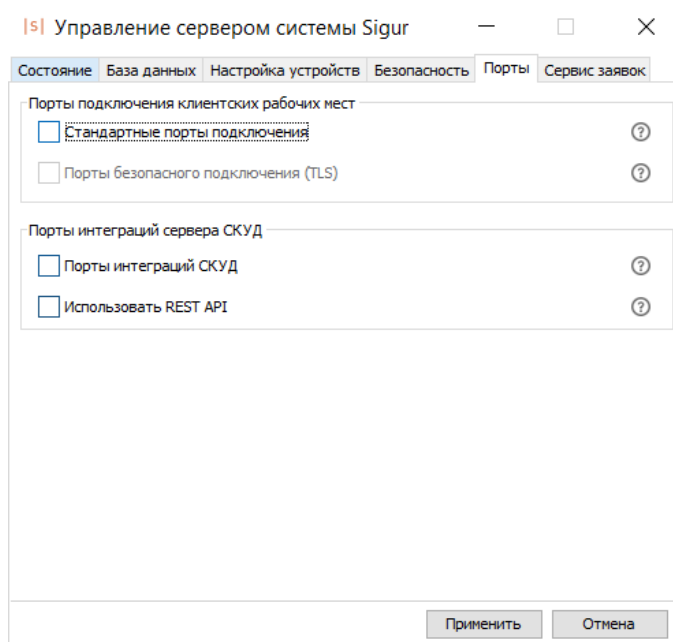 |s| Управление сервером системы Sigur
Состояние База данных Настройка устройств Безопасность Порты Сервис заявок
Порты подключения клиентских рабочих мест
Стандартные порты подключения ?
Порты безопасного подключения (TLS) ?
Порты интеграций сервера СКУД
Порты интеграций СКУД ?
Использовать REST API ?
Применить Отмена